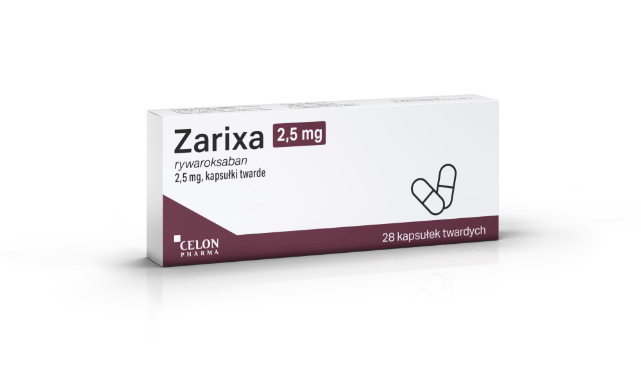 Zarixa 2,5 mg
rywaroksaban
2,5 mg, kapsułki twarde
CELON
PHARMA
28 kapsułek twardych